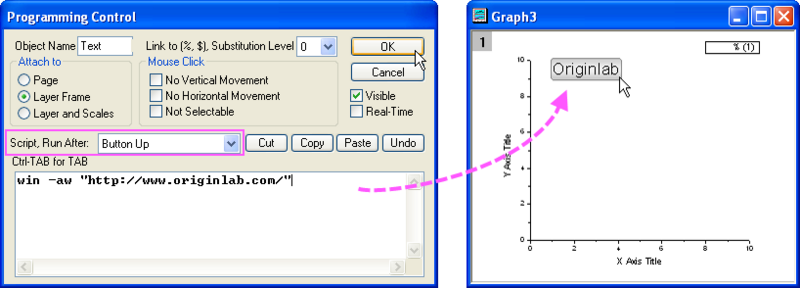 Programming Control
Object Name Text Link to (%, $), Substitution Level 0 OK
Attach to Mouse Click Cancel
Page No Vertical Movement
Layer Frame No Horizontal Movement Visible
Layer and Scales Not Selectable Real-Time
Script, Run After: Button Up Cut Copy Paste Undo
Ctrl-TAB for TAB
win -aw "http://www.originlab.com/"
Graph3
1
% (1)
Originlab
10
8
6
4
2
0
Y Axis Title
0 2 4 6 8 10
X Axis Title